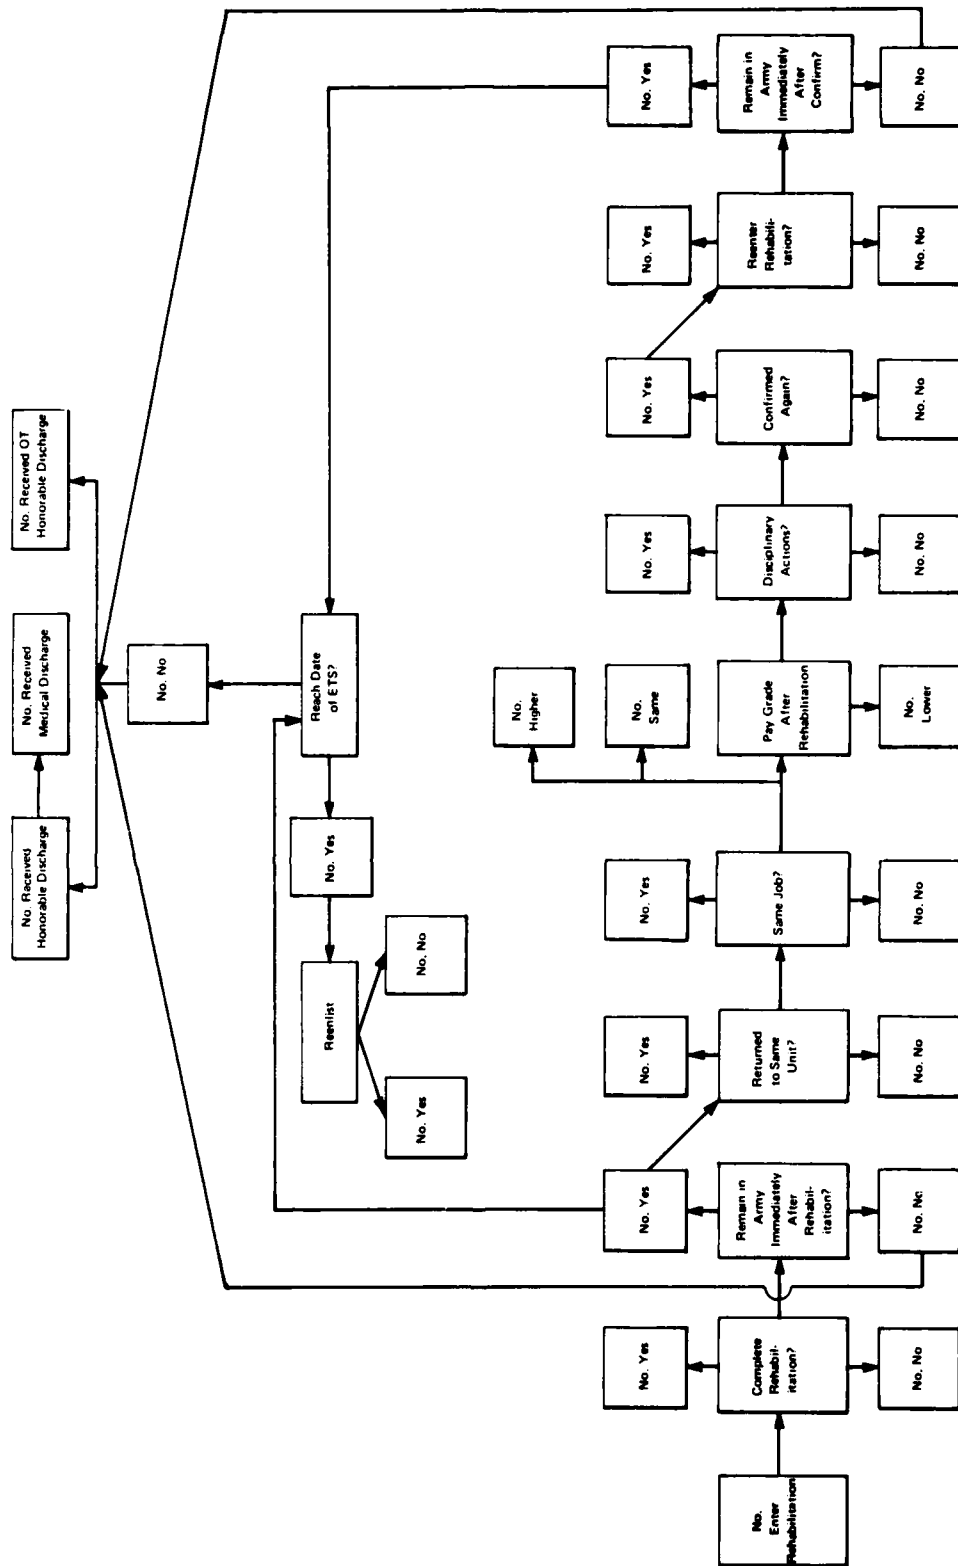 No. Raceived
Honorable Discharge
No. Received
Medical Discharge
No. Received OT
Honorable Discharge
No. No
Reach Date
of ETS?
No. Yes
Reenlist
No. Yes
No. No
No.
Higher
No.
Same
No. Yes
No. Yes
No. Yes
No. Yes
No. Yes
No. Yes
No. Yes
No. Yes
No.
Enter
Rehabilitation
Complete
Rehabil-
itation?
Remain in
Army
Immediately
After
Rehabil-
itation?
Returned
to Same
Unit?
Same Job?
Pay Grade
After
Rehabilitation
Disciplinary
Actions?
Confirmed
Again?
Reenter
Rehabili-
tation?
Remain in
Army
Immediately
After
Confirm?
No. No
No. No
No. No
No. No
No.
Lower
No. No
No. No
No. No
No. No